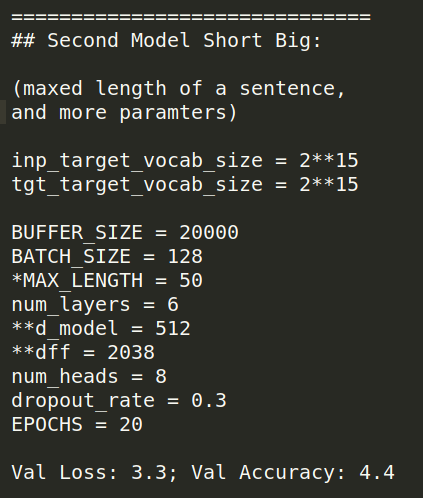 ==============================
## Second Model Short Big:
(maxed length of a sentence,
and more paramters)
inp_target_vocab_size = 2**15
tgt_target_vocab_size = 2**15
BUFFER_SIZE = 20000
BATCH_SIZE = 128
*MAX_LENGTH = 50
num_layers = 6
**d_model = 512
**dff = 2038
num_heads = 8
dropout_rate = 0.3
EPOCHS = 20
Val Loss: 3.3; Val Accuracy: 4.4